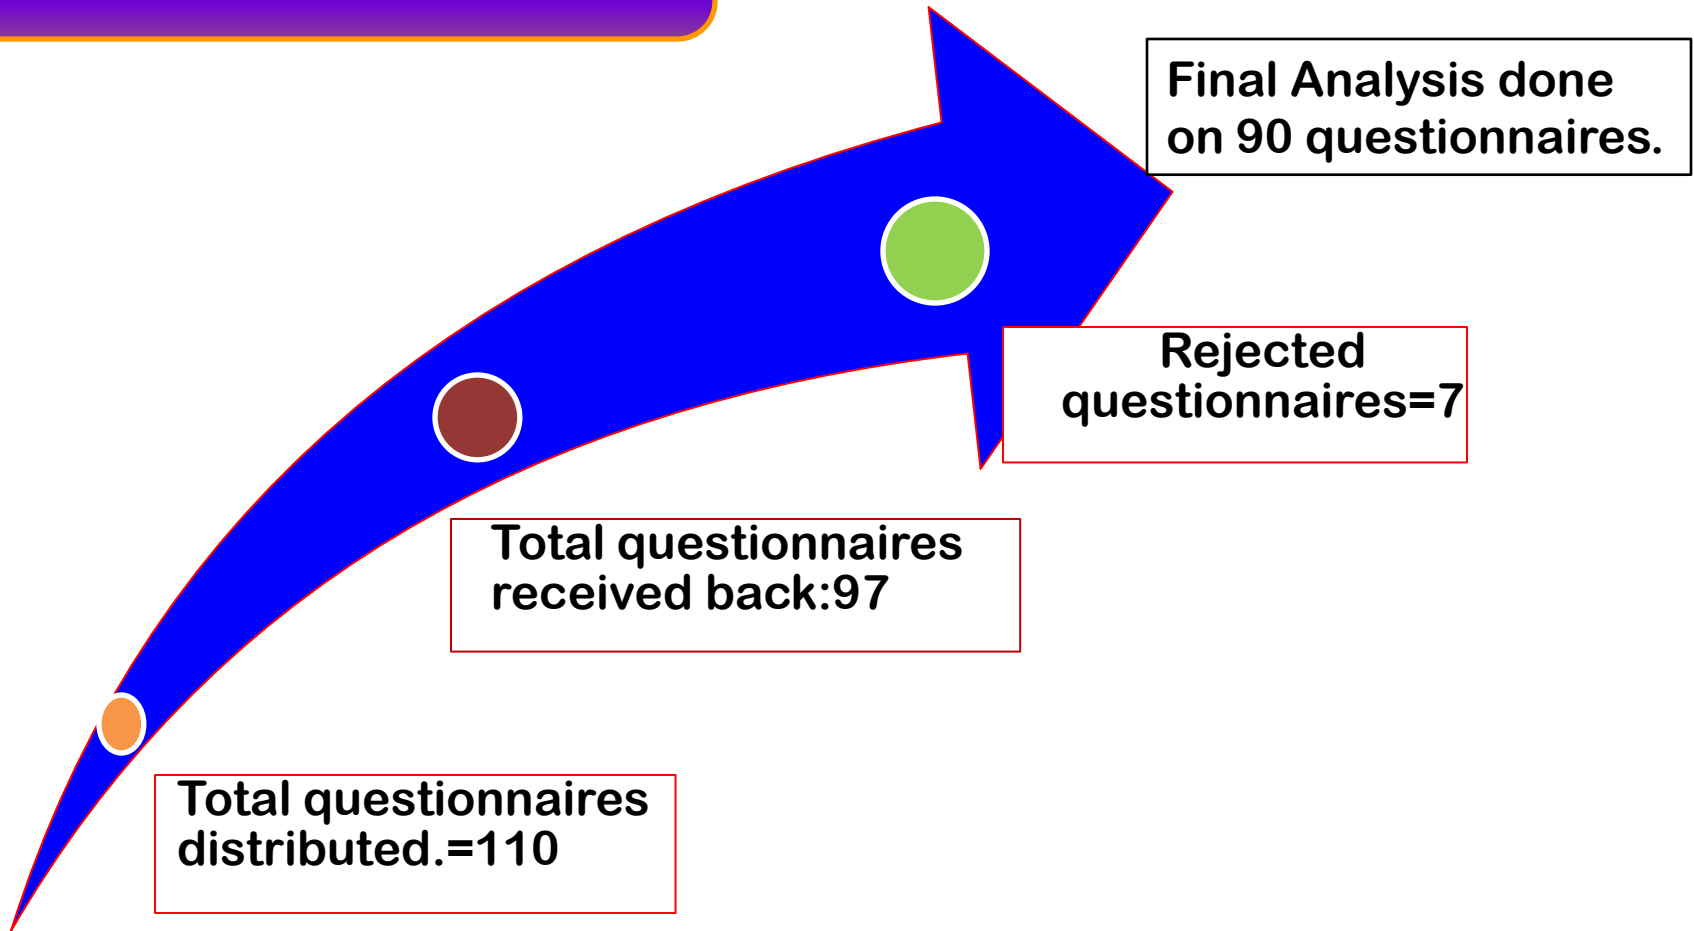 Final Analysis done
on 90 questionnaires.
Rejected
questionnaires=7
Total questionnaires
received back:97
Total questionnaires
distributed.=110